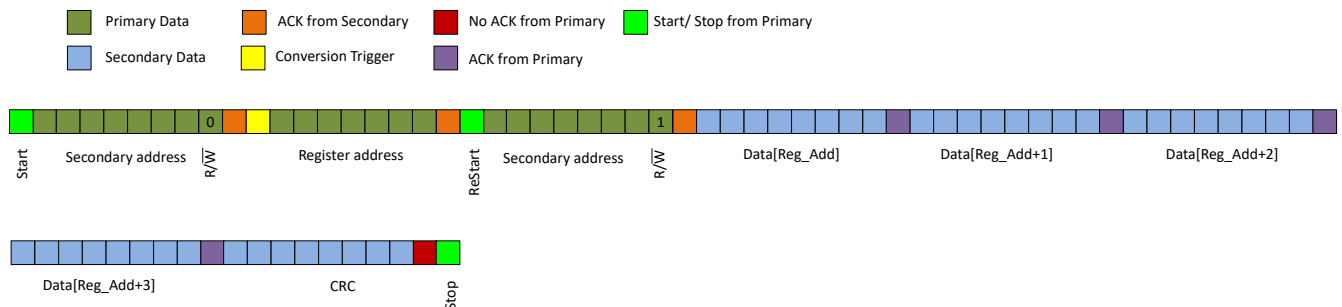 Primary Data
ACK from Secondary
No ACK from Primary
Start/ Stop from Primary
Secondary Data
Conversion Trigger
ACK from Primary
0
1
Start
Secondary address
R/W̅
Register address
ReStart
Secondary address
R/W̅
Data[Reg_Add]
Data[Reg_Add+1]
Data[Reg_Add+2]
Data[Reg_Add+3]
CRC
Stop